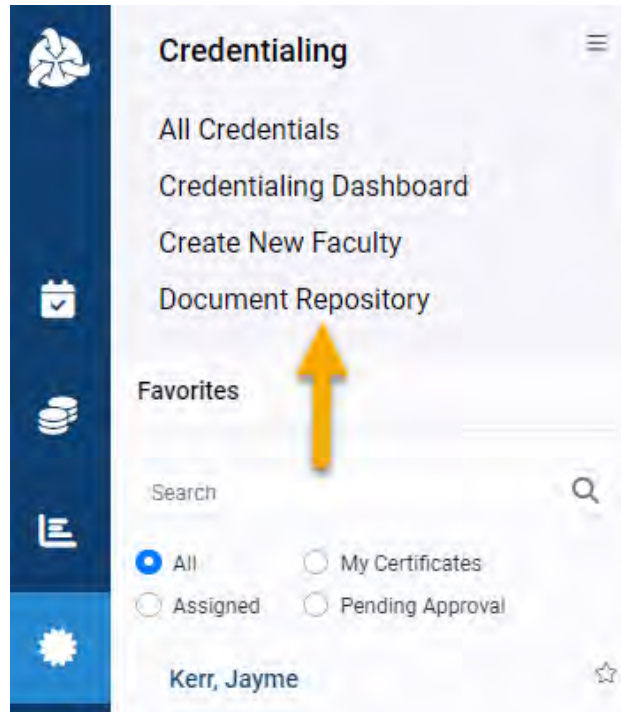 Credentialing
All Credentials
Credentialing Dashboard
Create New Faculty
Document Repository
Favorites
Search
All My Certificates
Assigned Pending Approval
Kerr, Jayme